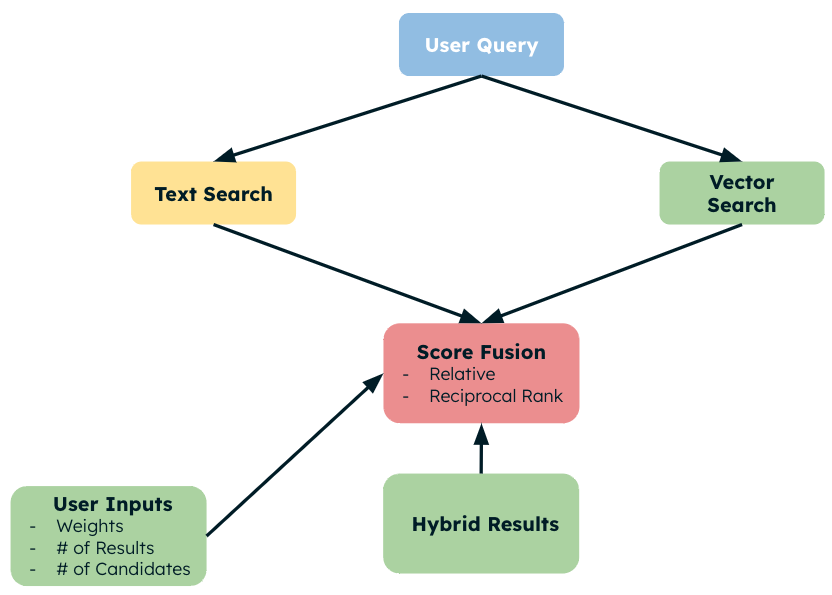 User Query
Text Search
Vector
Search
Score Fusion
- Relative
- Reciprocal Rank
User Inputs
- Weights
- # of Results
- # of Candidates
Hybrid Results